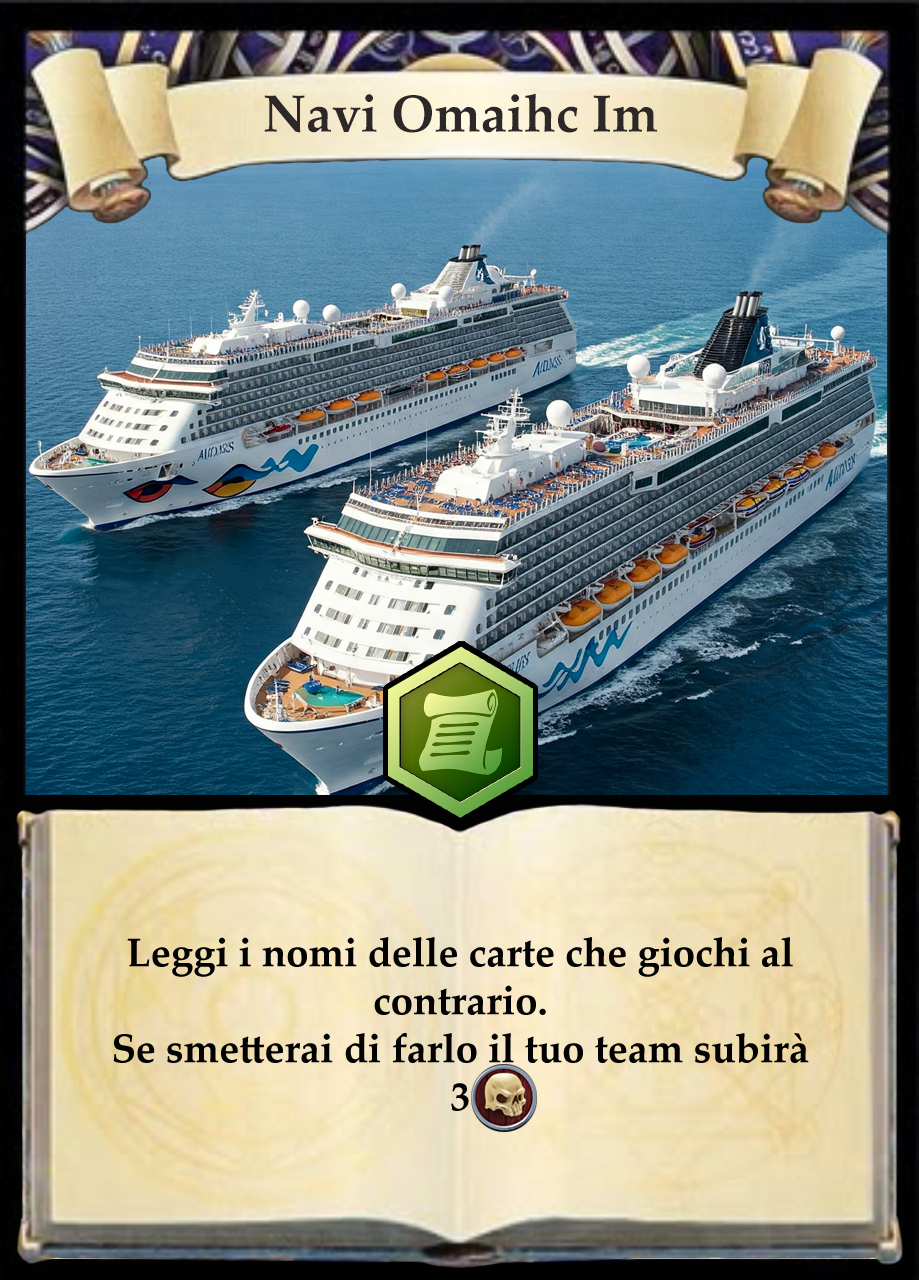 Navi Omaihc Im
Leggi i nomi delle carte che giochi al
contrario.
Se smetterai di farlo il tuo team subirà
3